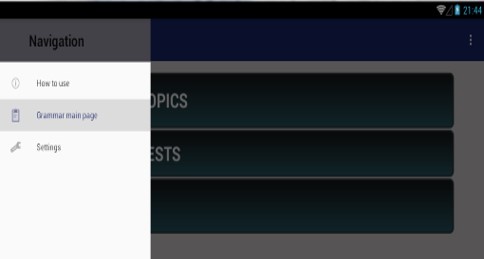 21:44
Navigation
How to use
OPICS
Grammar main page
ESTS
Settings